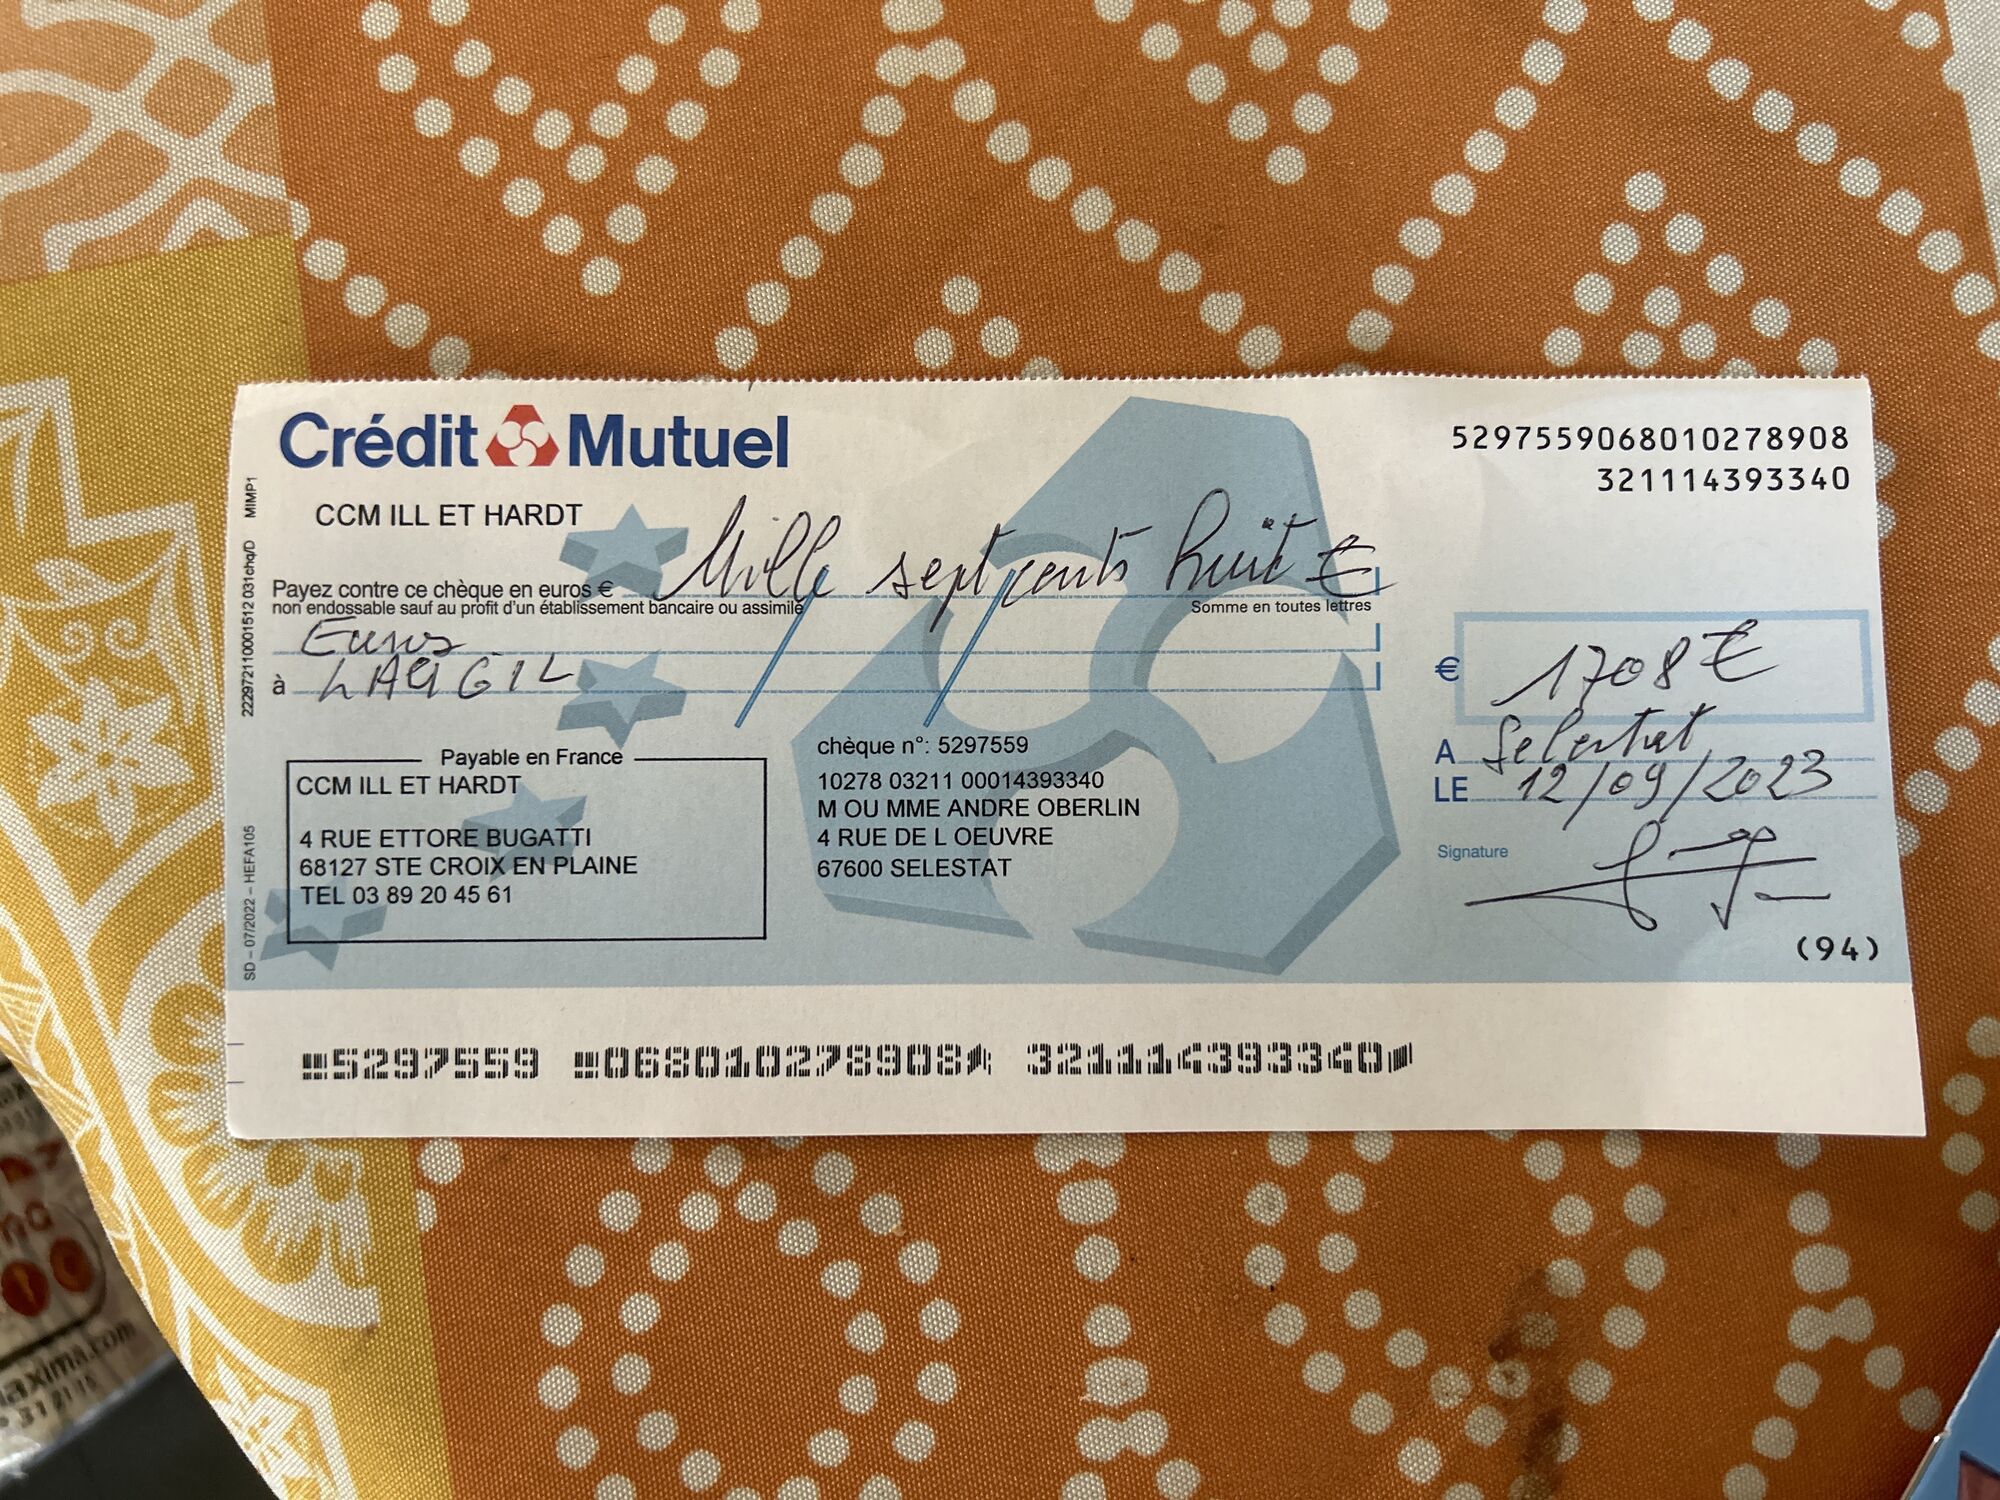 Crédit Mutuel
5297559068010278908
321114393340
CCM ILL ET HARDT
Mille sept cents huit €
Payez contre ce chèque en euros €
non endossable sauf au profit d'un établissement bancaire ou assimilé
Somme en toutes lettres
Euros
à LAUGIL
€ 1708 €
A Selestat
LE 12/09/2023
Signature
Payable en France
CCM ILL ET HARDT
4 RUE ETTORE BUGATTI
68127 STE CROIX EN PLAINE
TEL 03 89 20 45 61
chèque n°: 5297559
10278 03211 00014393340
M OU MME ANDRE OBERLIN
4 RUE DE L OEUVRE
67600 SELESTAT
(94)
5297559 068010278908 321114393340
SD – 07/2022 – HEFA105
222972110001512 031chq/D MIMP1